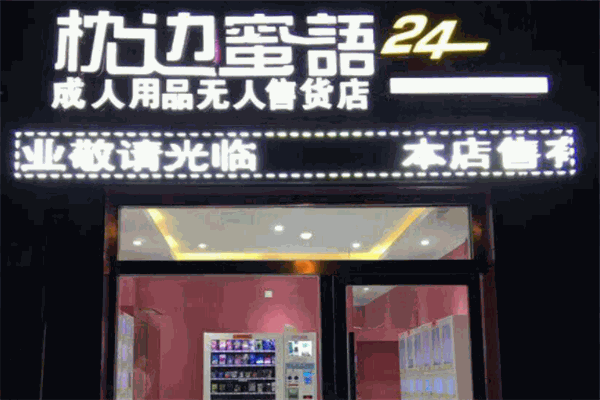 枕边蜜語 24
成人用品无人售货店
业敬请光临 本店售